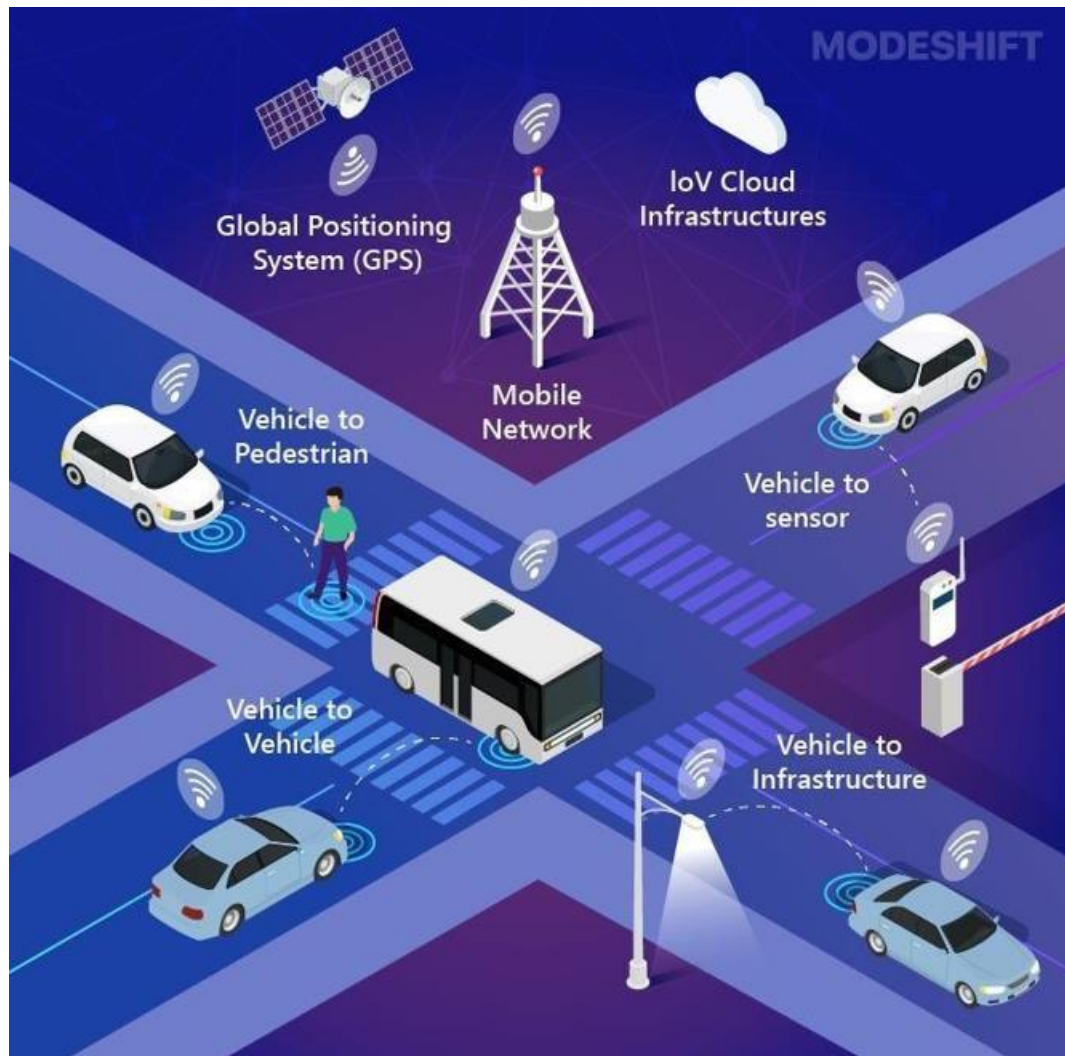 MODESHIFT
Global Positioning
System (GPS)
IoV Cloud
Infrastructures
Mobile
Network
Vehicle to
Pedestrian
Vehicle to
sensor
Vehicle to
Vehicle
Vehicle to
Infrastructure